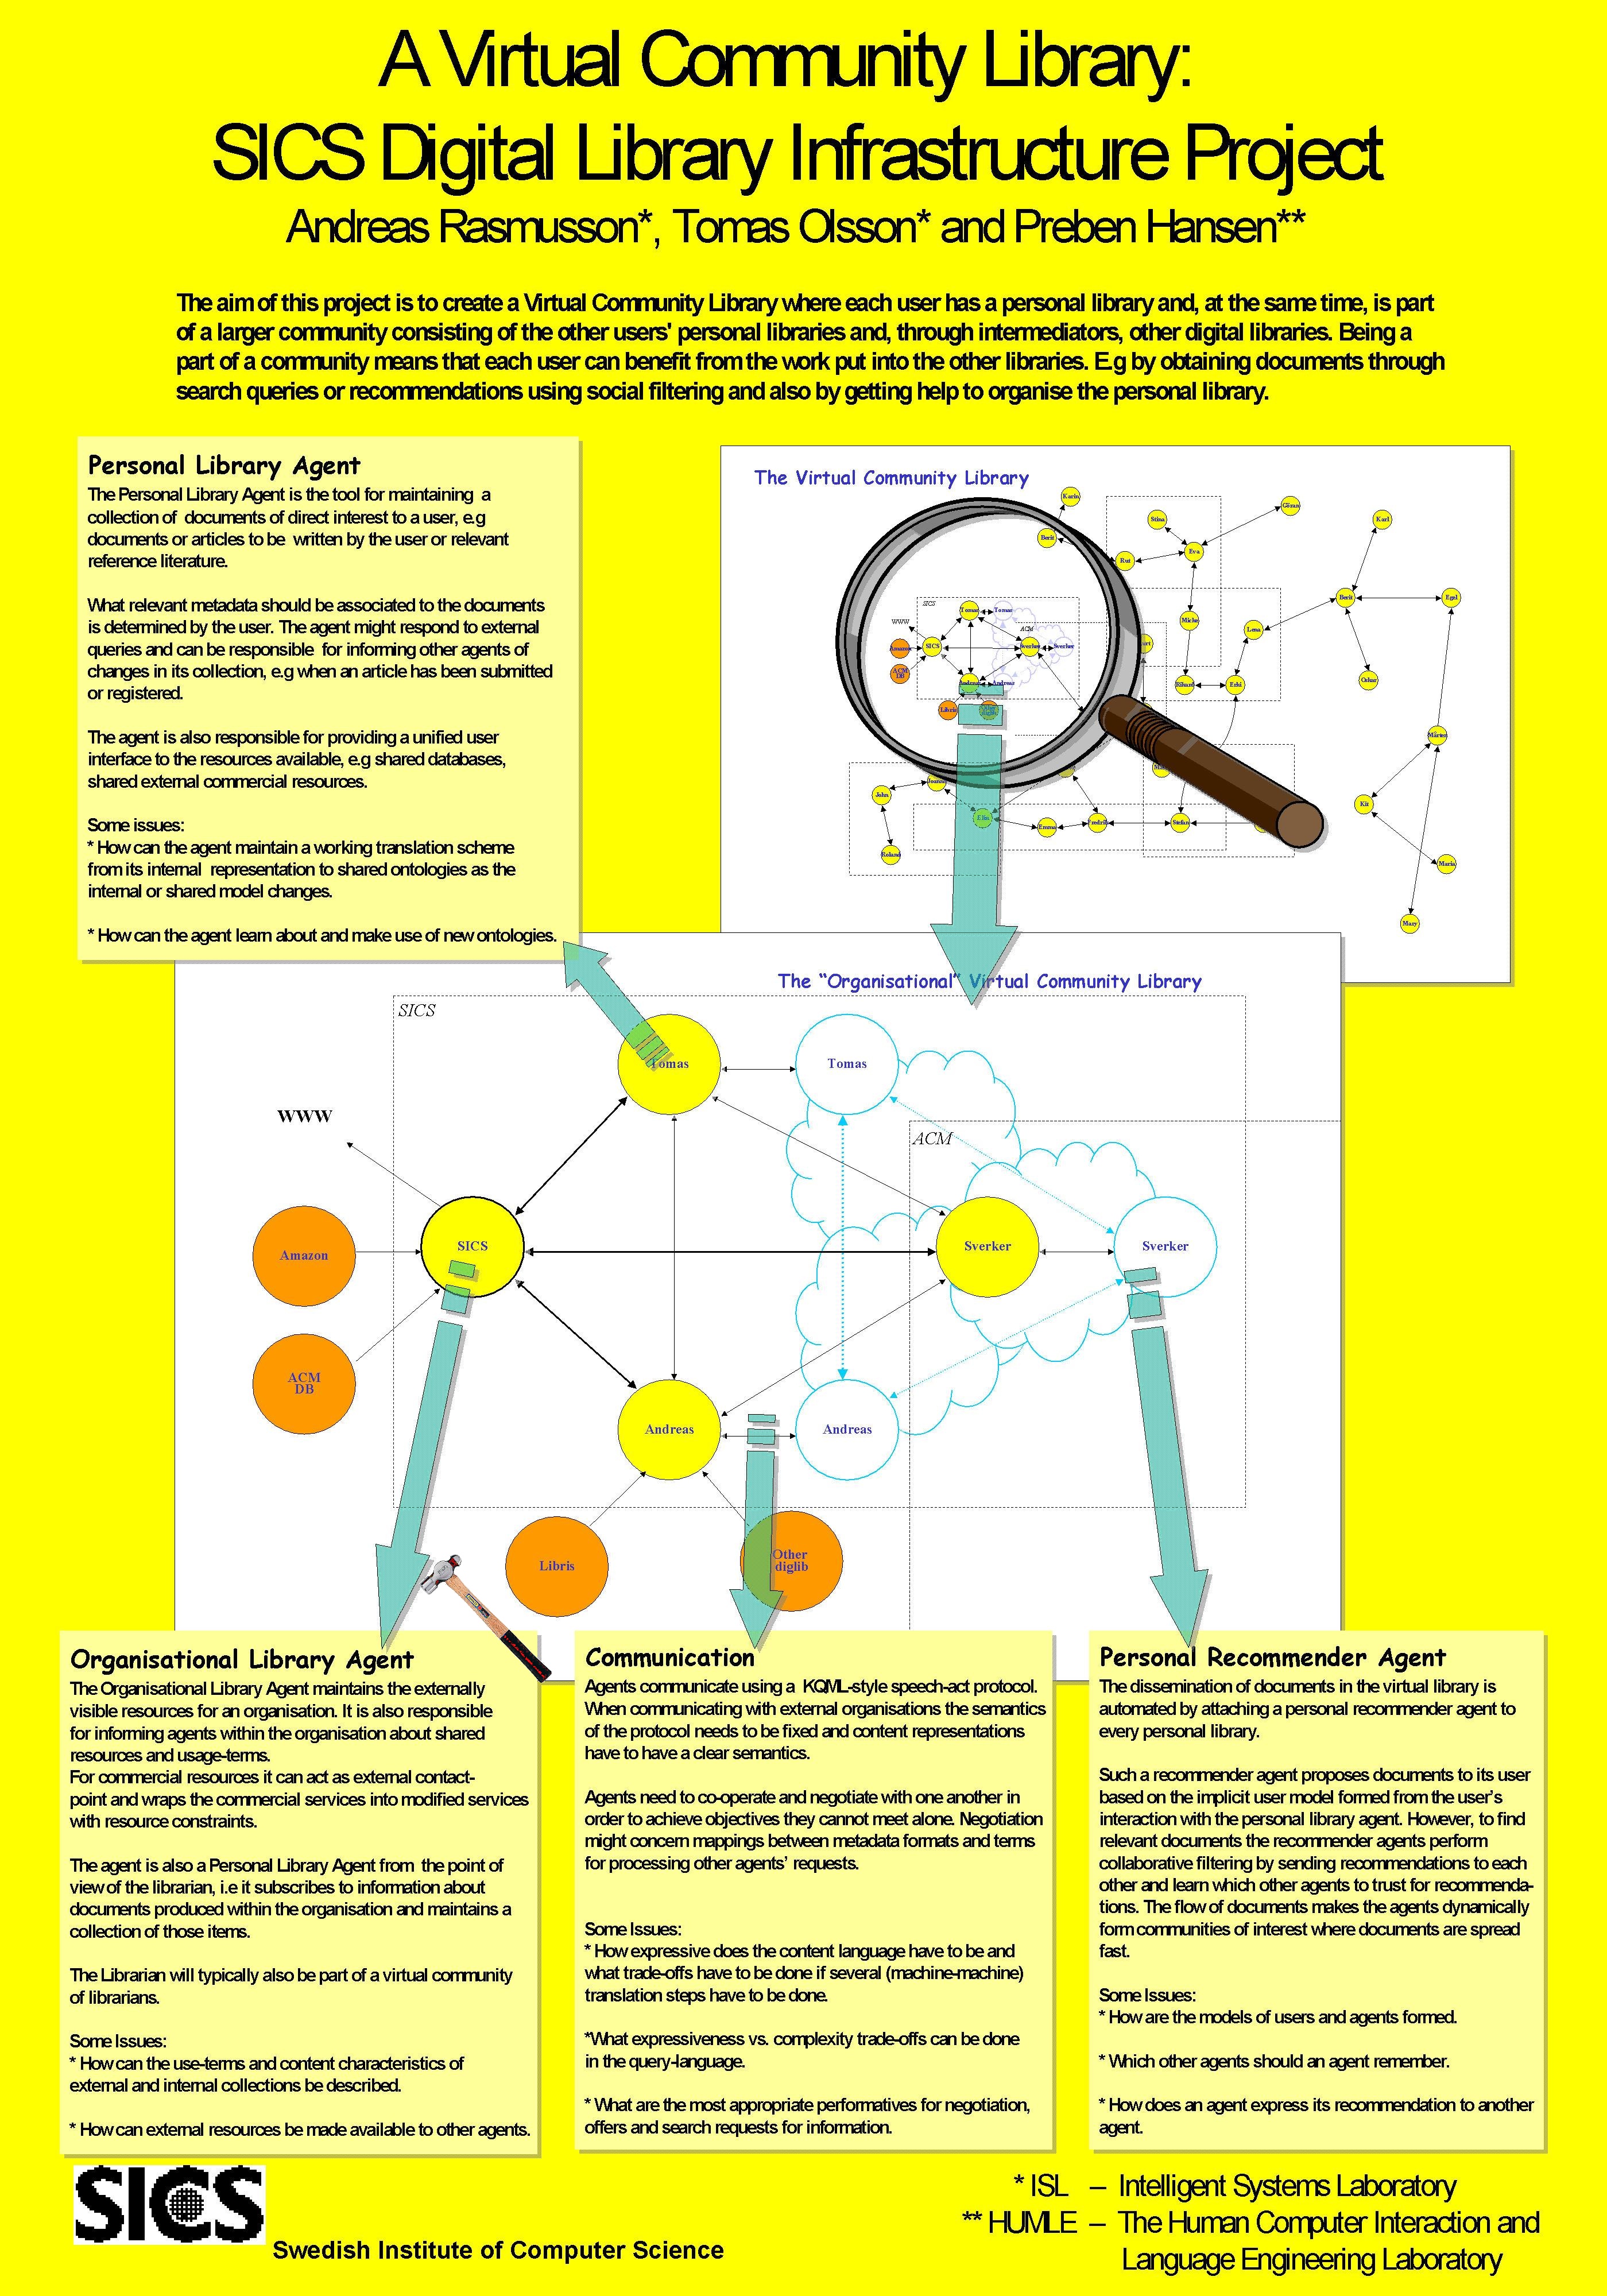 A Virtual Community Library:
SICS Digital Library Infrastructure Project
Andreas Rasmusson*, Tomas Olsson* and Preben Hansen**
The aim of this project is to create a Virtual Community Library where each user has a personal library and, at the same time, is part
of a larger community consisting of the other users' personal libraries and, through intermediators, other digital libraries. Being a
part of a community means that each user can benefit from the work put into the other libraries. E.g by obtaining documents through
search queries or recommendations using social filtering and also by getting help to organise the personal library.
Personal Library Agent
The Personal Library Agent is the tool for maintaining a
collection of documents of direct interest to a user, e.g
documents or articles to be written by the user or relevant
reference literature.
What relevant metadata should be associated to the documents
is determined by the user. The agent might respond to external
queries and can be responsible for informing other agents of
changes in its collection, e.g when an article has been submitted
or registered.
The agent is also responsible for providing a unified user
interface to the resources available, e.g shared databases,
shared external commercial resources.
Some issues:
* How can the agent maintain a working translation scheme
from its internal representation to shared ontologies as the
internal or shared model changes.
* How can the agent learn about and make use of new ontologies.
The Virtual Community Library
Karin
Göran
Stina
Karl
Berit
Eva
Rut
Berit
Egel
SICS
Tomas
Tomas
Micke
Lena
WWW
ACM
Amazon
SICS
Sverker
Sverker
ACM
DB
Andreas
Andreas
Rihard
Erki
Oskar
Libris
Mårten
John
Kit
Elin
Emma
Fredrik
Stefan
Roland
Maria
Mary
The “Organisational” Virtual Community Library
SICS
Tomas
Tomas
WWW
ACM
SICS
Sverker
Sverker
Amazon
ACM
DB
Andreas
Andreas
Libris
Other
diglib
Organisational Library Agent
The Organisational Library Agent maintains the externally
visible resources for an organisation. It is also responsible
for informing agents within the organisation about shared
resources and usage-terms.
For commercial resources it can act as external contact-
point and wraps the commercial services into modified services
with resource constraints.
The agent is also a Personal Library Agent from the point of
view of the librarian, i.e it subscribes to information about
documents produced within the organisation and maintains a
collection of those items.
The Librarian will typically also be part of a virtual community
of librarians.
Some Issues:
* How can the use-terms and content characteristics of
external and internal collections be described.
* How can external resources be made available to other agents.
Communication
Agents communicate using a KQML-style speech-act protocol.
When communicating with external organisations the semantics
of the protocol needs to be fixed and content representations
have to have a clear semantics.
Agents need to co-operate and negotiate with one another in
order to achieve objectives they cannot meet alone. Negotiation
might concern mappings between metadata formats and terms
for processing other agents’ requests.
Some Issues:
* How expressive does the content language have to be and
what trade-offs have to be done if several (machine-machine)
translation steps have to be done.
*What expressiveness vs. complexity trade-offs can be done
in the query-language.
* What are the most appropriate performatives for negotiation,
offers and search requests for information.
Personal Recommender Agent
The dissemination of documents in the virtual library is
automated by attaching a personal recommender agent to
every personal library.
Such a recommender agent proposes documents to its user
based on the implicit user model formed from the user’s
interaction with the personal library agent. However, to find
relevant documents the recommender agents perform
collaborative filtering by sending recommendations to each
other and learn which other agents to trust for recommenda-
tions. The flow of documents makes the agents dynamically
form communities of interest where documents are spread
fast.
Some Issues:
* How are the models of users and agents formed.
* Which other agents should an agent remember.
* How does an agent express its recommendation to another
agent.
SICS
Swedish Institute of Computer Science
* ISL – Intelligent Systems Laboratory
** HUMLE – The Human Computer Interaction and
Language Engineering Laboratory